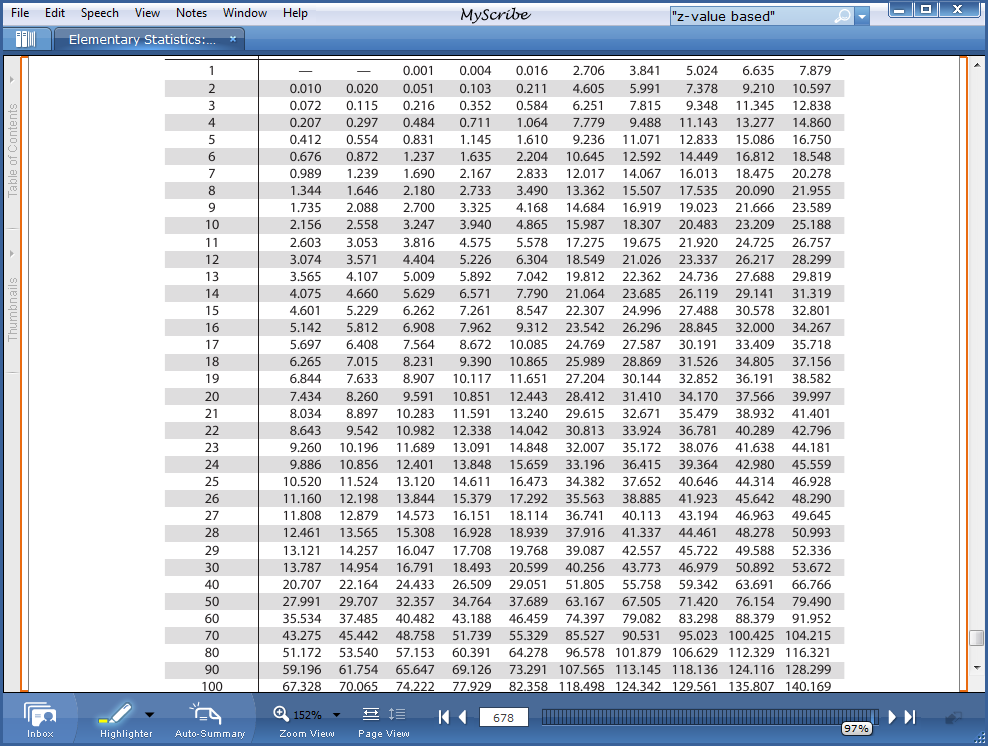 File Edit Speech View Notes Window Help MyScribe "z-value based"
Elementary Statistics:...
Table of Contents
Thumbnails
1 — — 0.001 0.004 0.016 2.706 3.841 5.024 6.635 7.879
2 0.010 0.020 0.051 0.103 0.211 4.605 5.991 7.378 9.210 10.597
3 0.072 0.115 0.216 0.352 0.584 6.251 7.815 9.348 11.345 12.838
4 0.207 0.297 0.484 0.711 1.064 7.779 9.488 11.143 13.277 14.860
5 0.412 0.554 0.831 1.145 1.610 9.236 11.071 12.833 15.086 16.750
6 0.676 0.872 1.237 1.635 2.204 10.645 12.592 14.449 16.812 18.548
7 0.989 1.239 1.690 2.167 2.833 12.017 14.067 16.013 18.475 20.278
8 1.344 1.646 2.180 2.733 3.490 13.362 15.507 17.535 20.090 21.955
9 1.735 2.088 2.700 3.325 4.168 14.684 16.919 19.023 21.666 23.589
10 2.156 2.558 3.247 3.940 4.865 15.987 18.307 20.483 23.209 25.188
11 2.603 3.053 3.816 4.575 5.578 17.275 19.675 21.920 24.725 26.757
12 3.074 3.571 4.404 5.226 6.304 18.549 21.026 23.337 26.217 28.299
13 3.565 4.107 5.009 5.892 7.042 19.812 22.362 24.736 27.688 29.819
14 4.075 4.660 5.629 6.571 7.790 21.064 23.685 26.119 29.141 31.319
15 4.601 5.229 6.262 7.261 8.547 22.307 24.996 27.488 30.578 32.801
16 5.142 5.812 6.908 7.962 9.312 23.542 26.296 28.845 32.000 34.267
17 5.697 6.408 7.564 8.672 10.085 24.769 27.587 30.191 33.409 35.718
18 6.265 7.015 8.231 9.390 10.865 25.989 28.869 31.526 34.805 37.156
19 6.844 7.633 8.907 10.117 11.651 27.204 30.144 32.852 36.191 38.582
20 7.434 8.260 9.591 10.851 12.443 28.412 31.410 34.170 37.566 39.997
21 8.034 8.897 10.283 11.591 13.240 29.615 32.671 35.479 38.932 41.401
22 8.643 9.542 10.982 12.338 14.042 30.813 33.924 36.781 40.289 42.796
23 9.260 10.196 11.689 13.091 14.848 32.007 35.172 38.076 41.638 44.181
24 9.886 10.856 12.401 13.848 15.659 33.196 36.415 39.364 42.980 45.559
25 10.520 11.524 13.120 14.611 16.473 34.382 37.652 40.646 44.314 46.928
26 11.160 12.198 13.844 15.379 17.292 35.563 38.885 41.923 45.642 48.290
27 11.808 12.879 14.573 16.151 18.114 36.741 40.113 43.194 46.963 49.645
28 12.461 13.565 15.308 16.928 18.939 37.916 41.337 44.461 48.278 50.993
29 13.121 14.257 16.047 17.708 19.768 39.087 42.557 45.722 49.588 52.336
30 13.787 14.954 16.791 18.493 20.599 40.256 43.773 46.979 50.892 53.672
40 20.707 22.164 24.433 26.509 29.051 51.805 55.758 59.342 63.691 66.766
50 27.991 29.707 32.357 34.764 37.689 63.167 67.505 71.420 76.154 79.490
60 35.534 37.485 40.482 43.188 46.459 74.397 79.082 83.298 88.379 91.952
70 43.275 45.442 48.758 51.739 55.329 85.527 90.531 95.023 100.425 104.215
80 51.172 53.540 57.153 60.391 64.278 96.578 101.879 106.629 112.329 116.321
90 59.196 61.754 65.647 69.126 73.291 107.565 113.145 118.136 124.116 128.299
100 67.328 70.065 74.222 77.929 82.358 118.498 124.342 129.561 135.807 140.169
152% 678 97%
Inbox Highlighter Auto-Summary Zoom View Page View